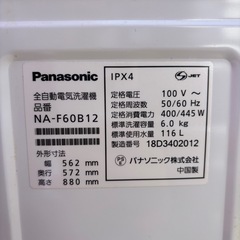 Panasonic
全自動電気洗濯機
品番
NA-F60B12
外形寸法
幅 562 mm
奥行 572 mm
高さ 880 mm
IPX4
JET
定格電圧 : 100 V～
定格周波数 : 50/60 Hz
定格消費電力 : 400/445 W
標準洗濯容量 : 6.0 kg
標準使用水量 : 116 L
製造番号 18D3402012
パナソニック株式会社
中国製